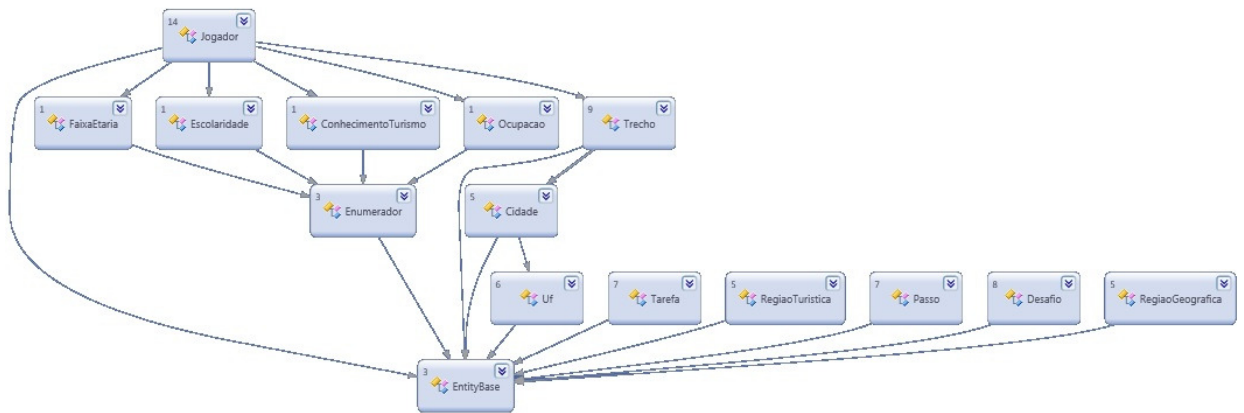 14
Jogador
1
FaixaEtaria
1
Escolaridade
1
ConhecimentoTurismo
1
Ocupacao
9
Trecho
3
Enumerador
5
Cidade
6
Uf
7
Tarefa
5
RegiaoTuristica
7
Passo
8
Desafio
5
RegiaoGeografica
3
EntityBase